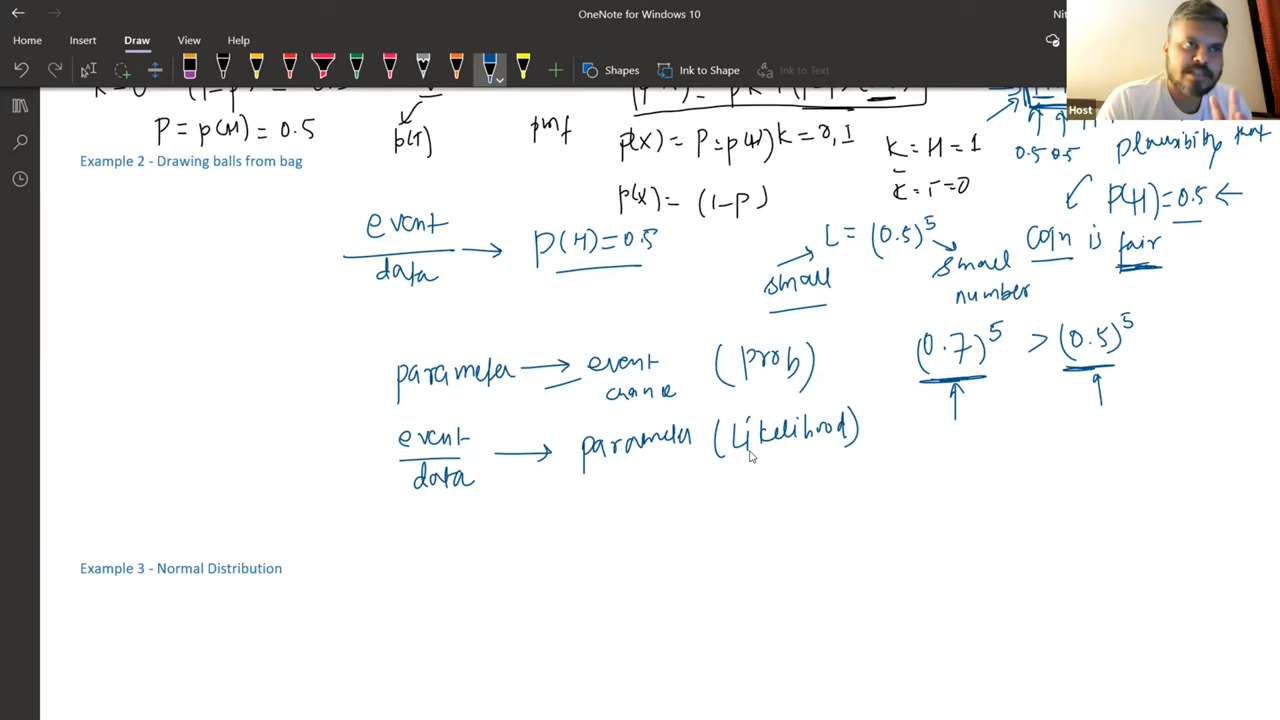 OneNote for Windows 10
Home Insert Draw View Help
Shapes Ink to Shape Ink to Text
Host
P = p(H) = 0.5
p(T)
pmf
p(X) = P = p(H) k = 0, 1
p(X) = (1-p)
K = H = 1
K = T = 0
0.5 0.5
plausibility that
P(H) = 0.5 ←
coin is fair
Example 2 - Drawing balls from bag
event
data → P(H) = 0.5
L = (0.5)^5
small
small number
(0.7)^5 > (0.5)^5
parameter → event chance (prob)
event
data → parameter (Likelihood)
Example 3 - Normal Distribution